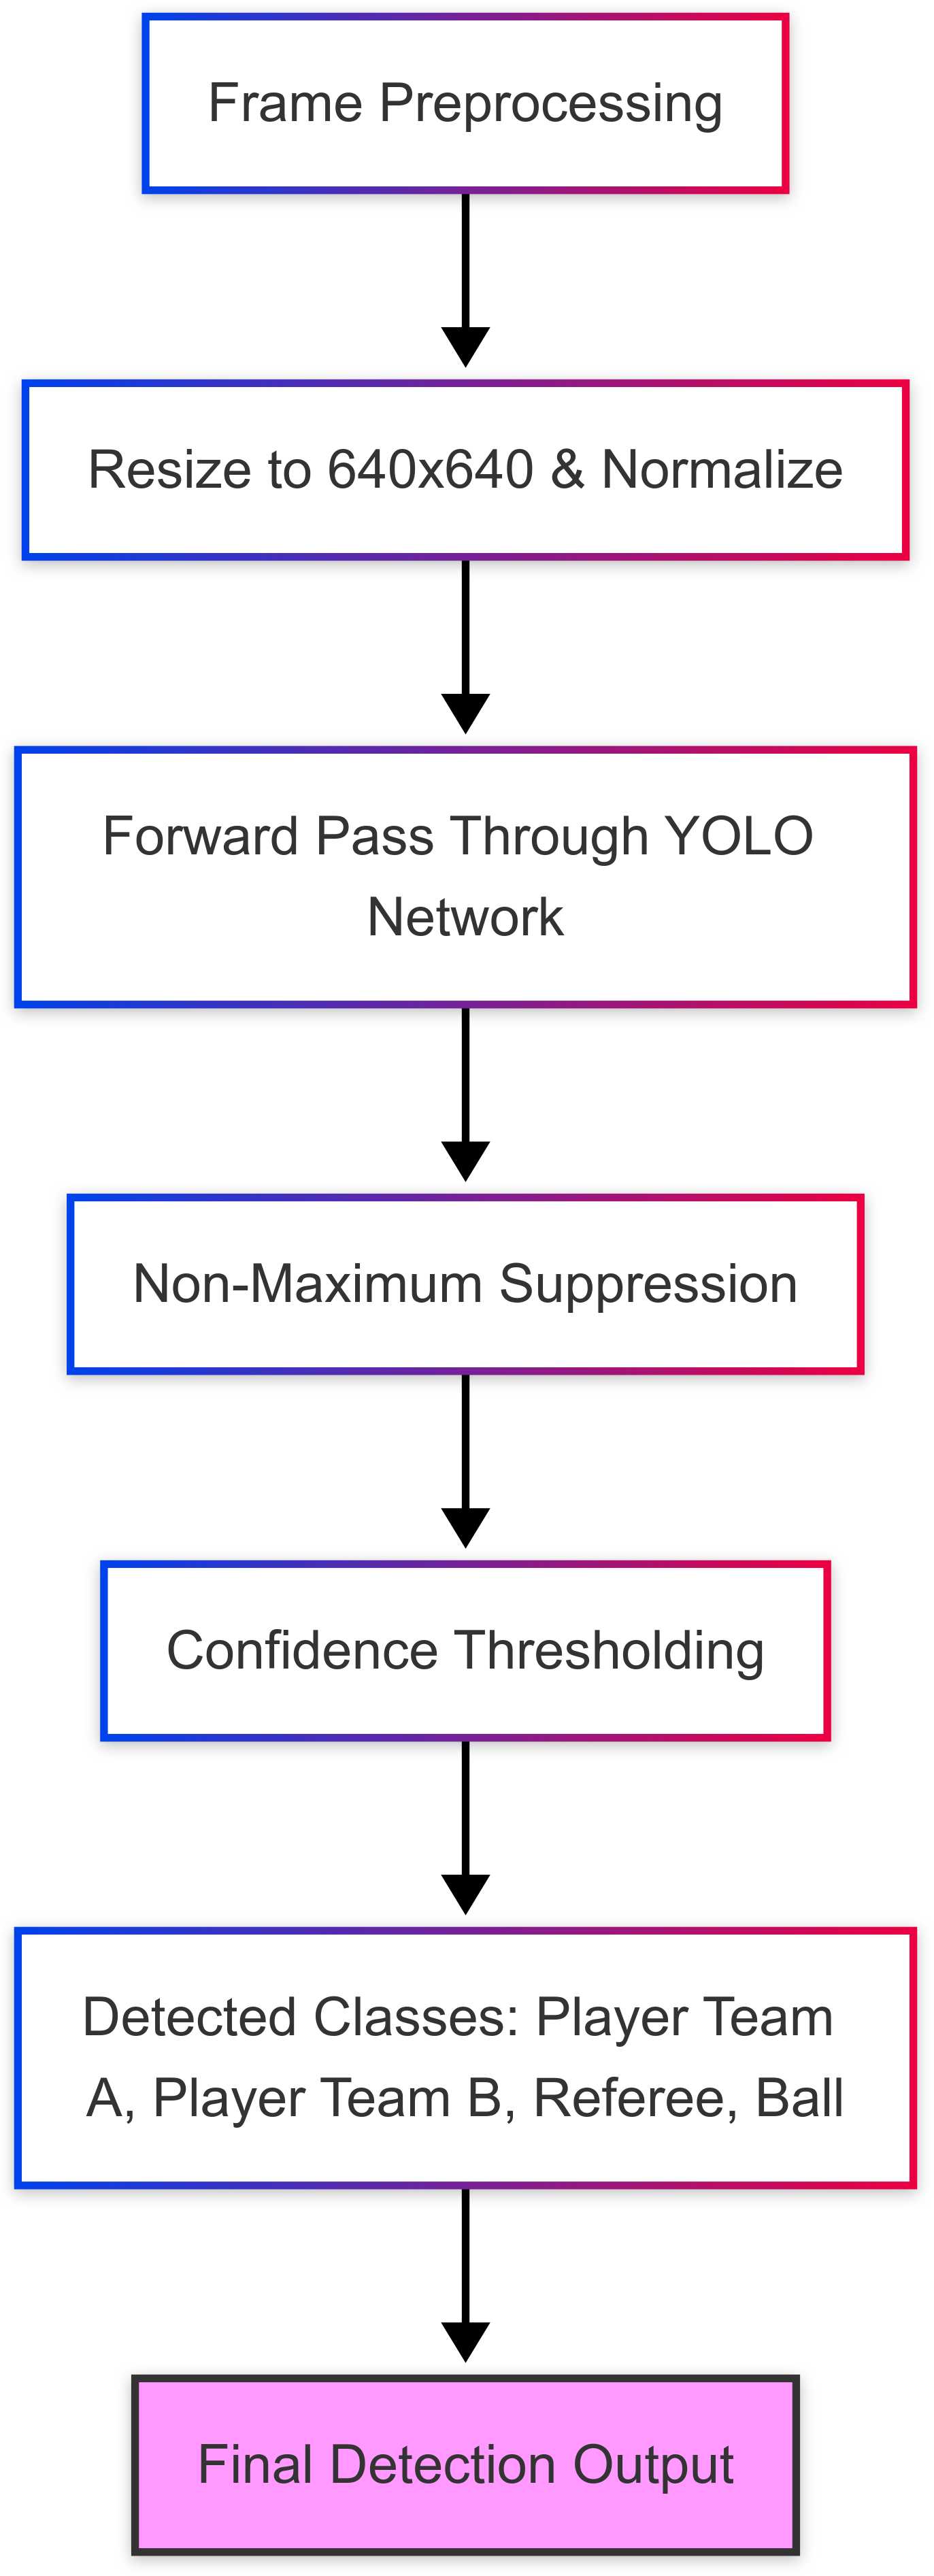 Frame Preprocessing
Resize to 640x640 & Normalize
Forward Pass Through YOLO
Network
Non-Maximum Suppression
Confidence Thresholding
Detected Classes: Player Team
A, Player Team B, Referee, Ball
Final Detection Output